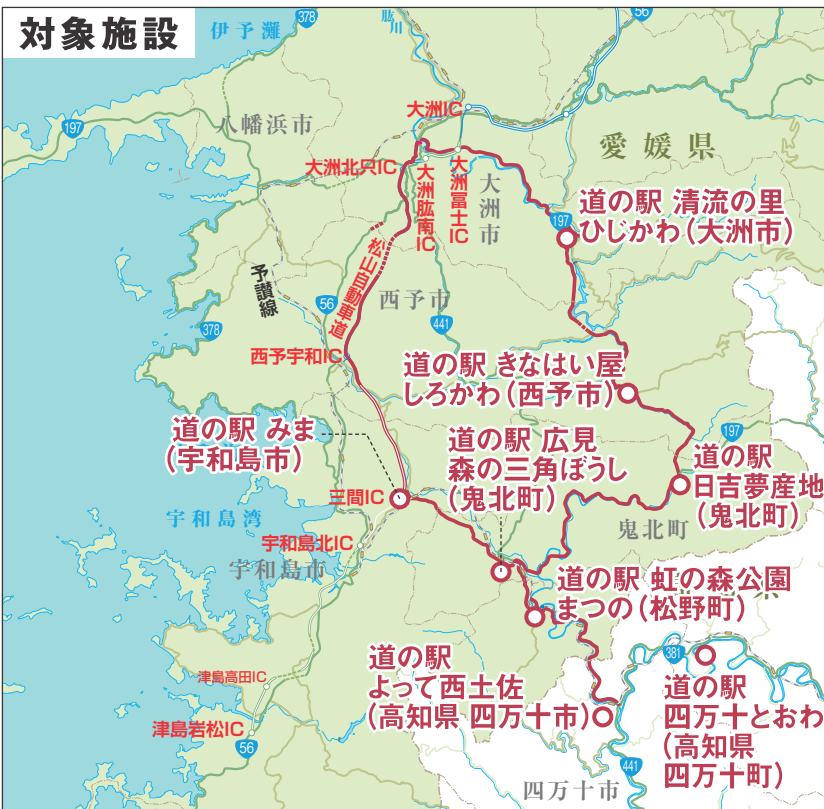 対象施設
伊予灘
378
肱川
56
大洲IC
197
八幡浜市
愛媛県
大洲北只IC
大洲肱南IC
大洲冨士IC
大洲市
197
道の駅 清流の里
ひじかわ(大洲市)
松山自動車道
予讃線
56
西予市
378
441
西予宇和IC
道の駅 きなはい屋
しろかわ(西予市)
道の駅 みま
(宇和島市)
道の駅 広見
森の三角ぼうし
(鬼北町)
197
道の駅
日吉夢産地
(鬼北町)
三間IC
宇和島湾
宇和島北IC
鬼北町
宇和島市
道の駅 虹の森公園
まつの(松野町)
道の駅
よって西土佐
(高知県 四万十市)
381
道の駅
四万十とおわ
(高知県
四万十町)
津島高田IC
津島岩松IC
56
441
四万十市